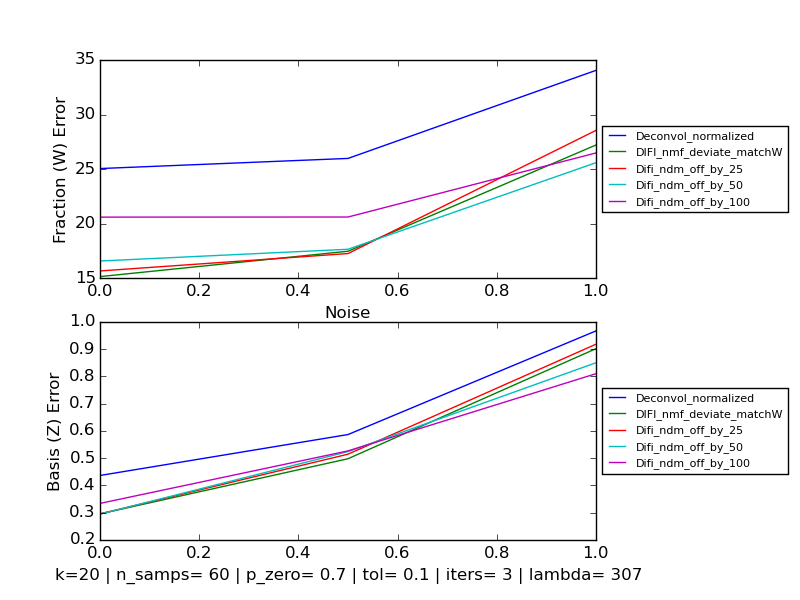 35
30
25
20
15
Fraction (W) Error
0.0 0.2 0.4 0.6 0.8 1.0
Noise
Deconvol_normalized
DIFI_nmf_deviate_matchW
Difi_ndm_off_by_25
Difi_ndm_off_by_50
Difi_ndm_off_by_100
1.0
0.9
0.8
0.7
0.6
0.5
0.4
0.3
0.2
Basis (Z) Error
0.0 0.2 0.4 0.6 0.8 1.0
Deconvol_normalized
DIFI_nmf_deviate_matchW
Difi_ndm_off_by_25
Difi_ndm_off_by_50
Difi_ndm_off_by_100
k=20 | n_samps= 60 | p_zero= 0.7 | tol= 0.1 | iters= 3 | lambda= 307